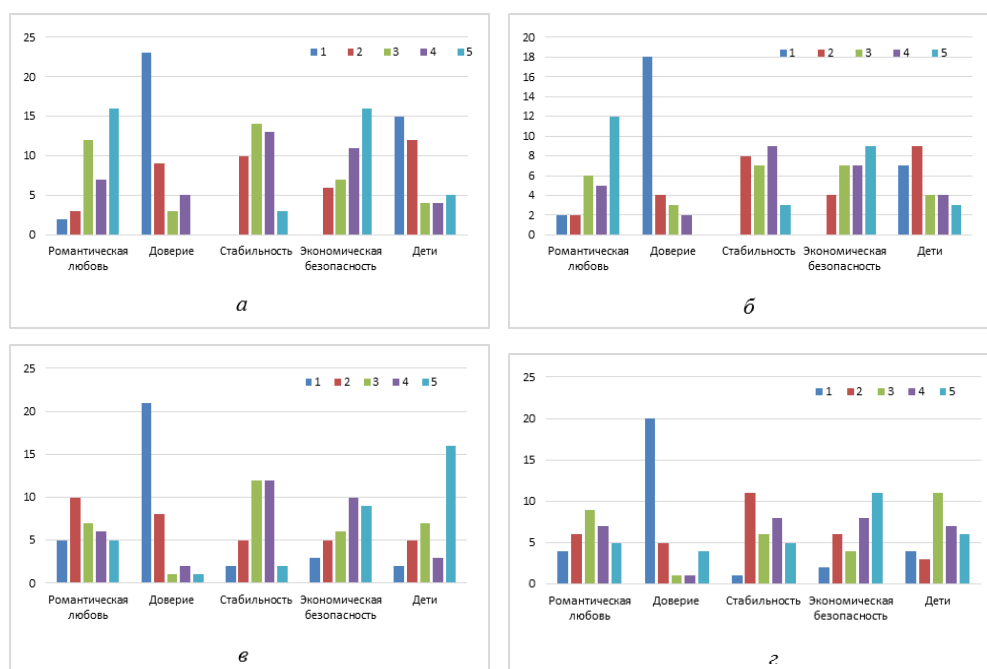 25
20
15
10
5
0
1 2 3 4 5
Романтическая любовь
Доверие
Стабильность
Экономическая безопасность
Дети
а
20
18
16
14
12
10
8
6
4
2
0
1 2 3 4 5
Романтическая любовь
Доверие
Стабильность
Экономическая безопасность
Дети
б
25
20
15
10
5
0
1 2 3 4 5
Романтическая любовь
Доверие
Стабильность
Экономическая безопасность
Дети
в
25
20
15
10
5
0
1 2 3 4 5
Романтическая любовь
Доверие
Стабильность
Экономическая безопасность
Дети
г